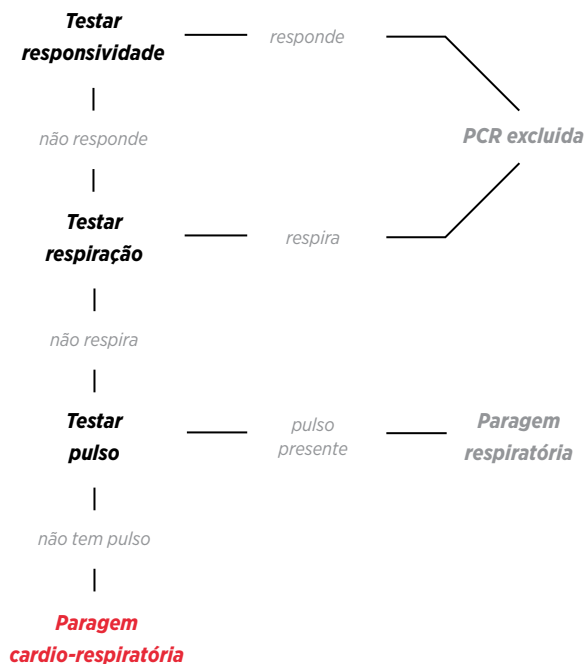 Testar
responsividade
responde
não responde
PCR excluida
Testar
respiração
respira
não respira
Testar
pulso
pulso
presente
Paragem
respiratória
não tem pulso
Paragem
cardio-respiratória